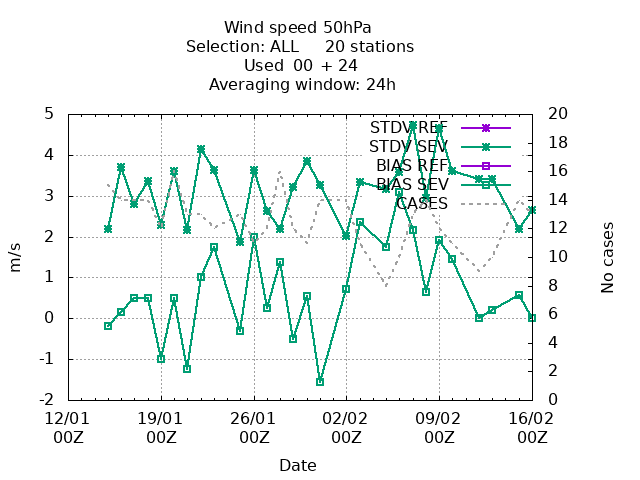 Wind speed 50hPa
Selection: ALL 20 stations
Used 00 + 24
Averaging window: 24h
5
4
3
2
1
0
-1
-2
m/s
20
18
16
14
12
10
8
6
4
2
0
No cases
STDV REF
STDV SEV
BIAS REF
BIAS SEV
CASES
12/01 19/01 26/01 02/02 09/02 16/02
00Z 00Z 00Z 00Z 00Z 00Z
Date